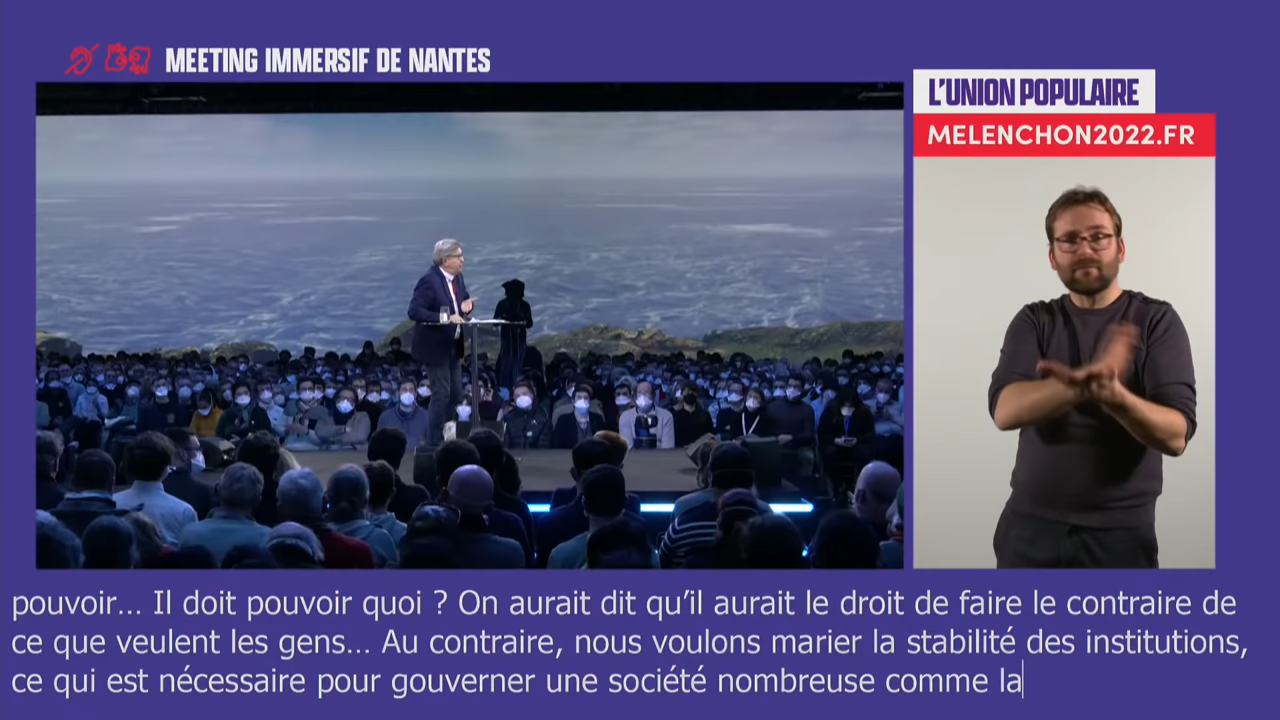 MEETING IMMERSIF DE NANTES
L'UNION POPULAIRE
MELENCHON2022.FR
pouvoir... Il doit pouvoir quoi ? On aurait dit qu'il aurait le droit de faire le contraire de
ce que veulent les gens... Au contraire, nous voulons marier la stabilité des institutions,
ce qui est nécessaire pour gouverner une société nombreuse comme la